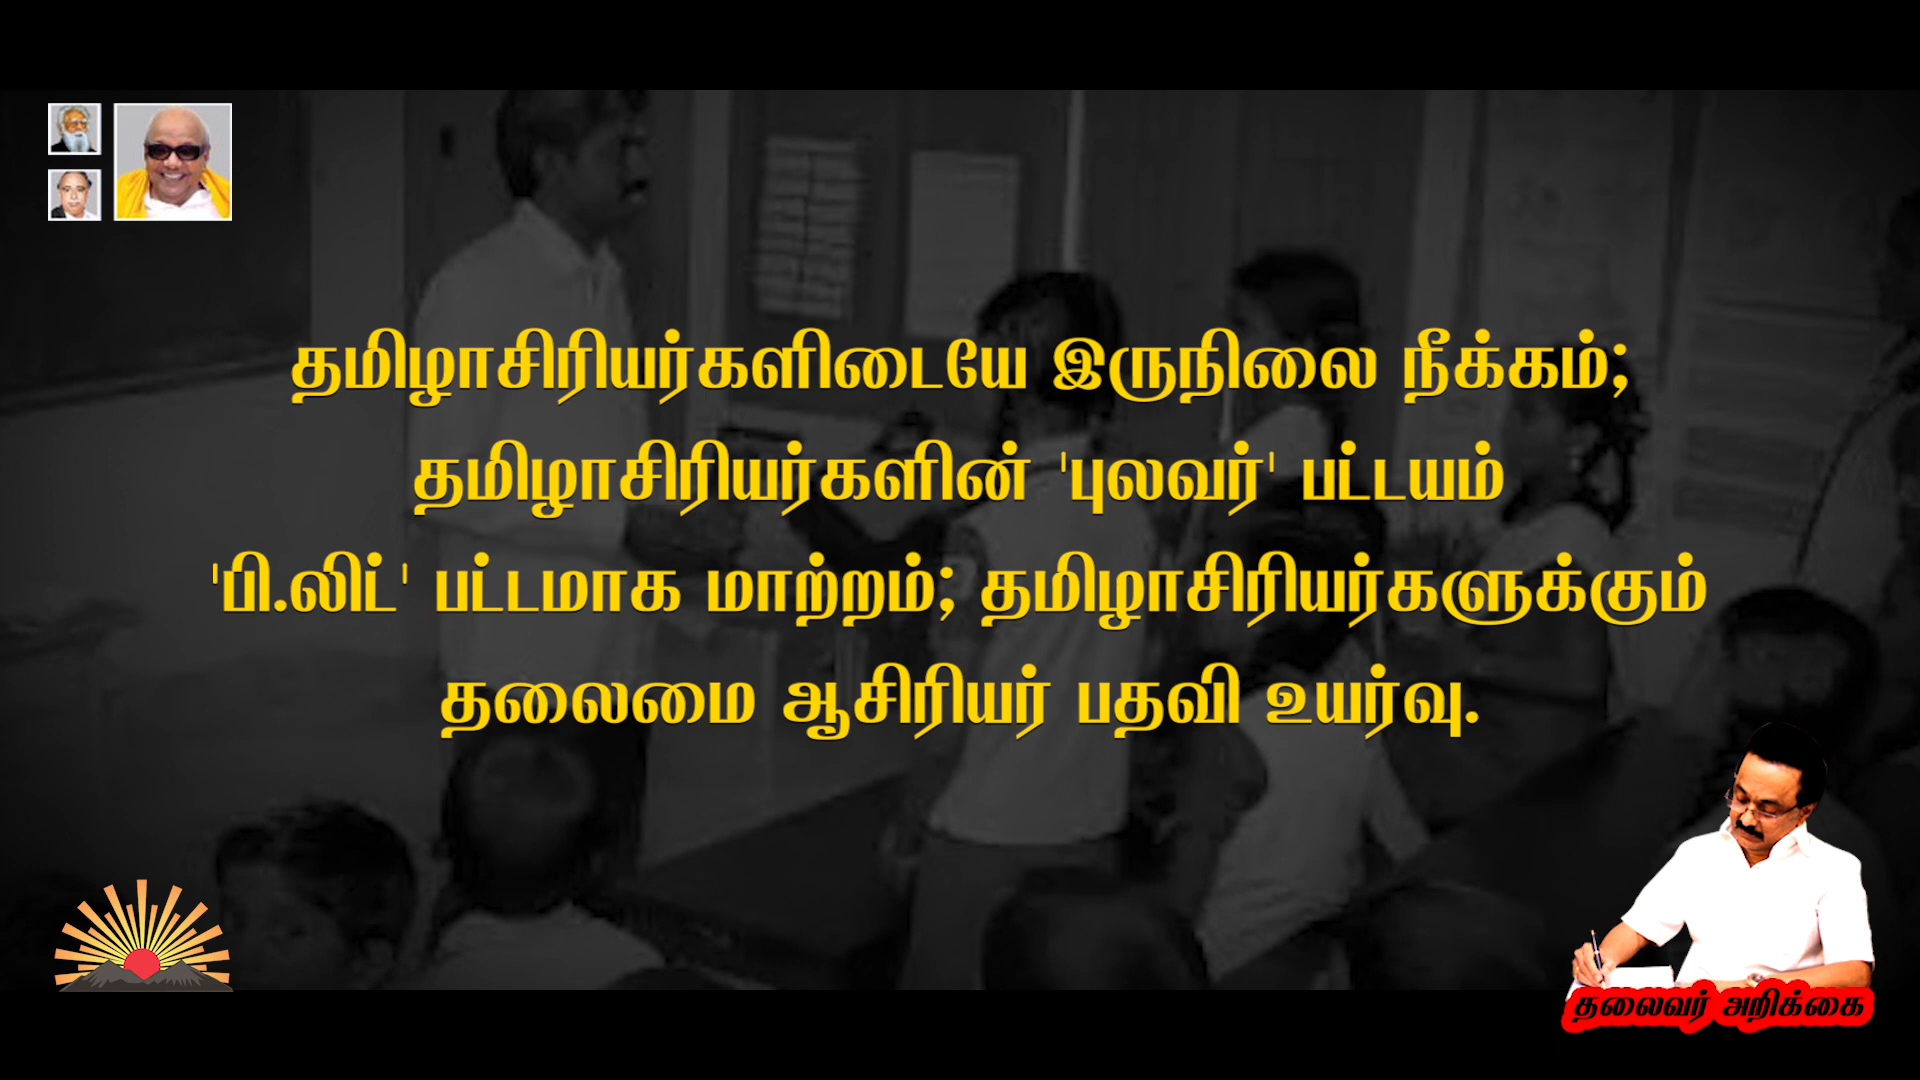 தமிழாசிரியர்களிடையே இருநிலை நீக்கம்;
தமிழாசிரியர்களின் 'புலவர்' பட்டயம்
'பி.லிட்' பட்டமாக மாற்றம்; தமிழாசிரியர்களுக்கும்
தலைமை ஆசிரியர் பதவி உயர்வு.
தலைவர் அறிக்கை